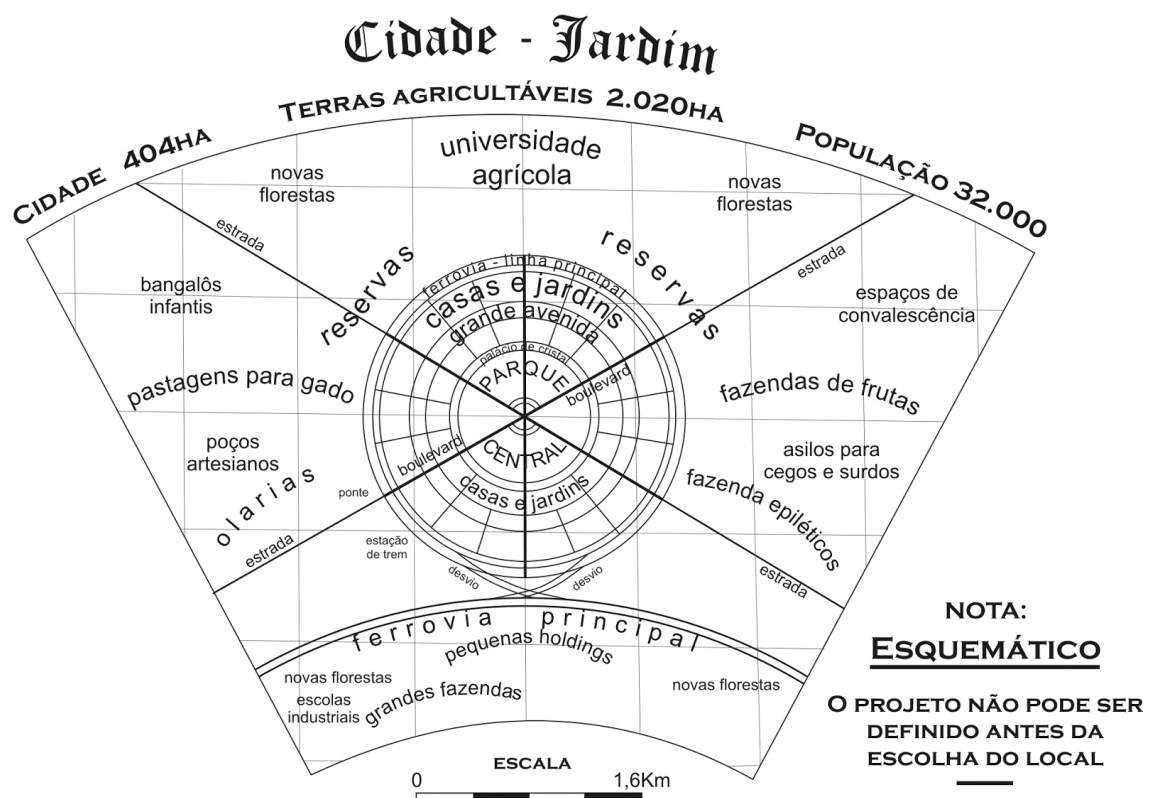 Cidade - Jardim
TERRAS AGRICULTÁVEIS 2.020HA
CIDADE 404HA
POPULAÇÃO 32.000
universidade
agrícola
novas
florestas
novas
florestas
estrada
estrada
reservas
reservas
bangalôs
infantis
espaços de
convalescência
ferrovia - linha principal
casas e jardins
grande avenida
palácio de cristal
PARQUE
boulevard
pastagens para gado
fazendas de frutas
poços
artesianos
asilos para
cegos e surdos
boulevard
CENTRAL
casas e jardins
olarias
ponte
fazenda epiléticos
estrada
estação
de trem
desvio
desvio
estrada
ferrovia principal
pequenas holdings
novas florestas
escolas
industriais
grandes fazendas
novas florestas
NOTA:
ESQUEMÁTICO
O PROJETO NÃO PODE SER
DEFINIDO ANTES DA
ESCOLHA DO LOCAL
ESCALA
0 1,6Km